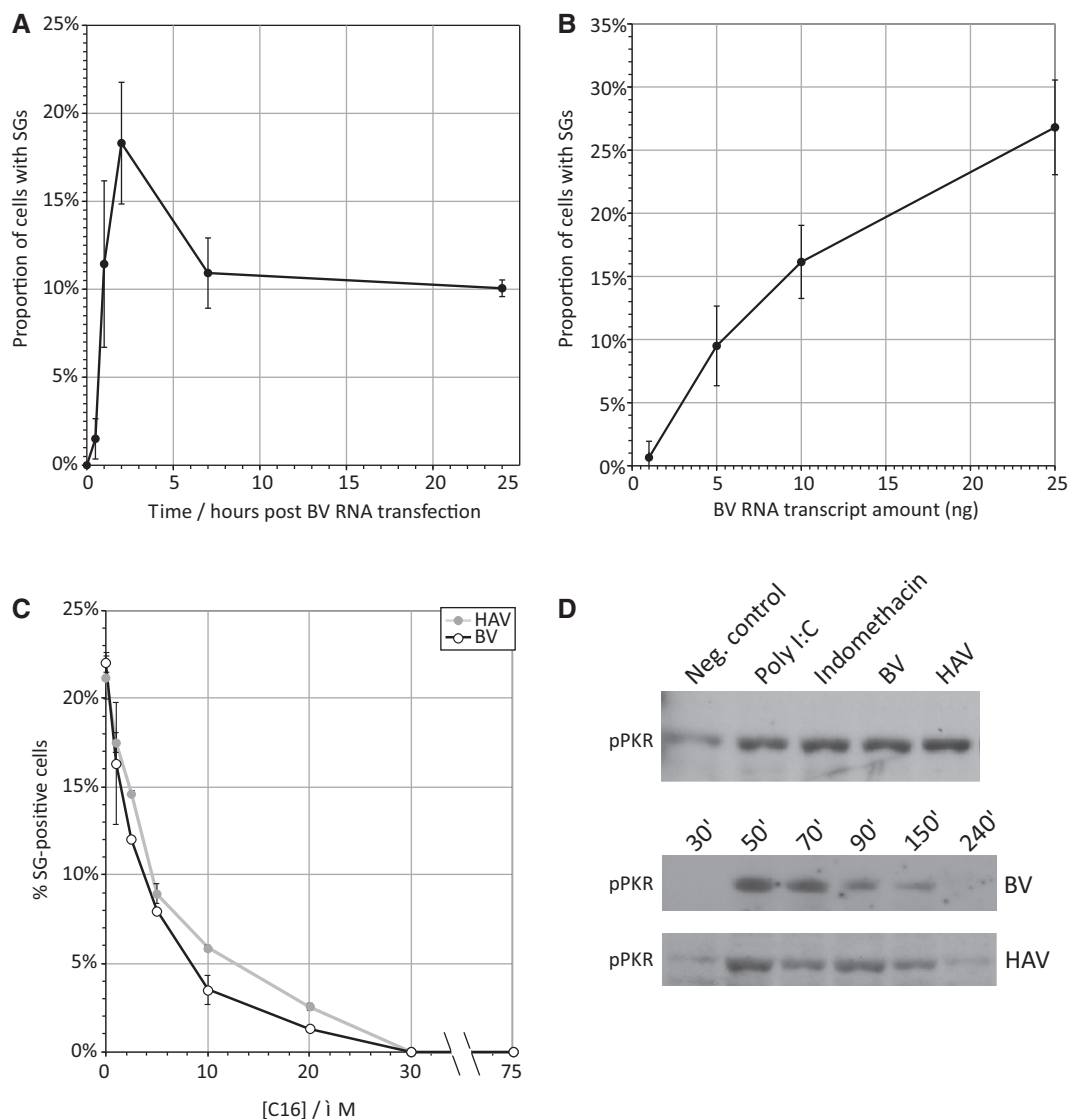 A
25%
20%
15%
10%
5%
0%
0 5 10 15 20 25
Proportion of cells with SGs
Time / hours post BV RNA transfection
B
35%
30%
25%
20%
15%
10%
5%
0%
0 5 10 15 20 25
Proportion of cells with SGs
BV RNA transcript amount (ng)
C
25%
20%
15%
10%
5%
0%
0 10 20 30 75
% SG-positive cells
[C16] / ì M
HAV
BV
D
Neg. control
Poly I:C
Indomethacin
BV
HAV
pPKR
30' 50' 70' 90' 150' 240'
pPKR BV
pPKR HAV